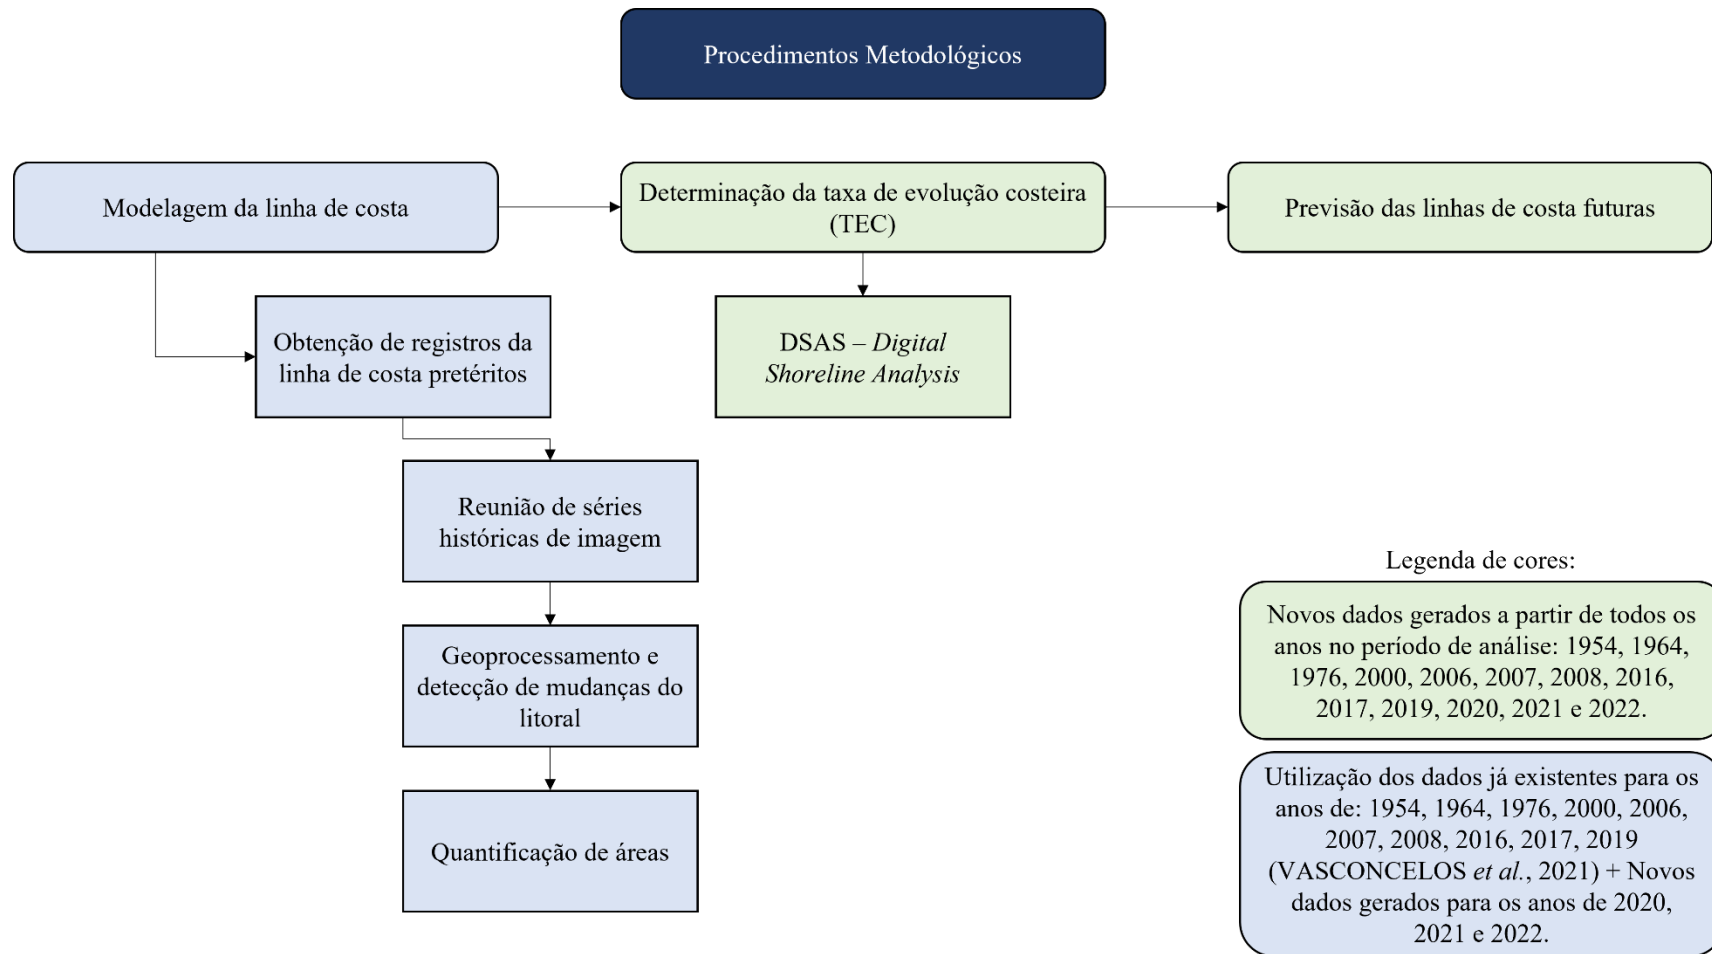 Procedimentos Metodológicos
Modelagem da linha de costa
Determinação da taxa de evolução costeira
(TEC)
Previsão das linhas de costa futuras
Obtenção de registros da
linha de costa pretéritos
DSAS – Digital
Shoreline Analysis
Reunião de séries
históricas de imagem
Geoprocessamento e
detecção de mudanças do
litoral
Quantificação de áreas
Legenda de cores:
Novos dados gerados a partir de todos os
anos no período de análise: 1954, 1964,
1976, 2000, 2006, 2007, 2008, 2016,
2017, 2019, 2020, 2021 e 2022.
Utilização dos dados já existentes para os
anos de: 1954, 1964, 1976, 2000, 2006,
2007, 2008, 2016, 2017, 2019
(VASCONCELOS et al., 2021) + Novos
dados gerados para os anos de 2020,
2021 e 2022.